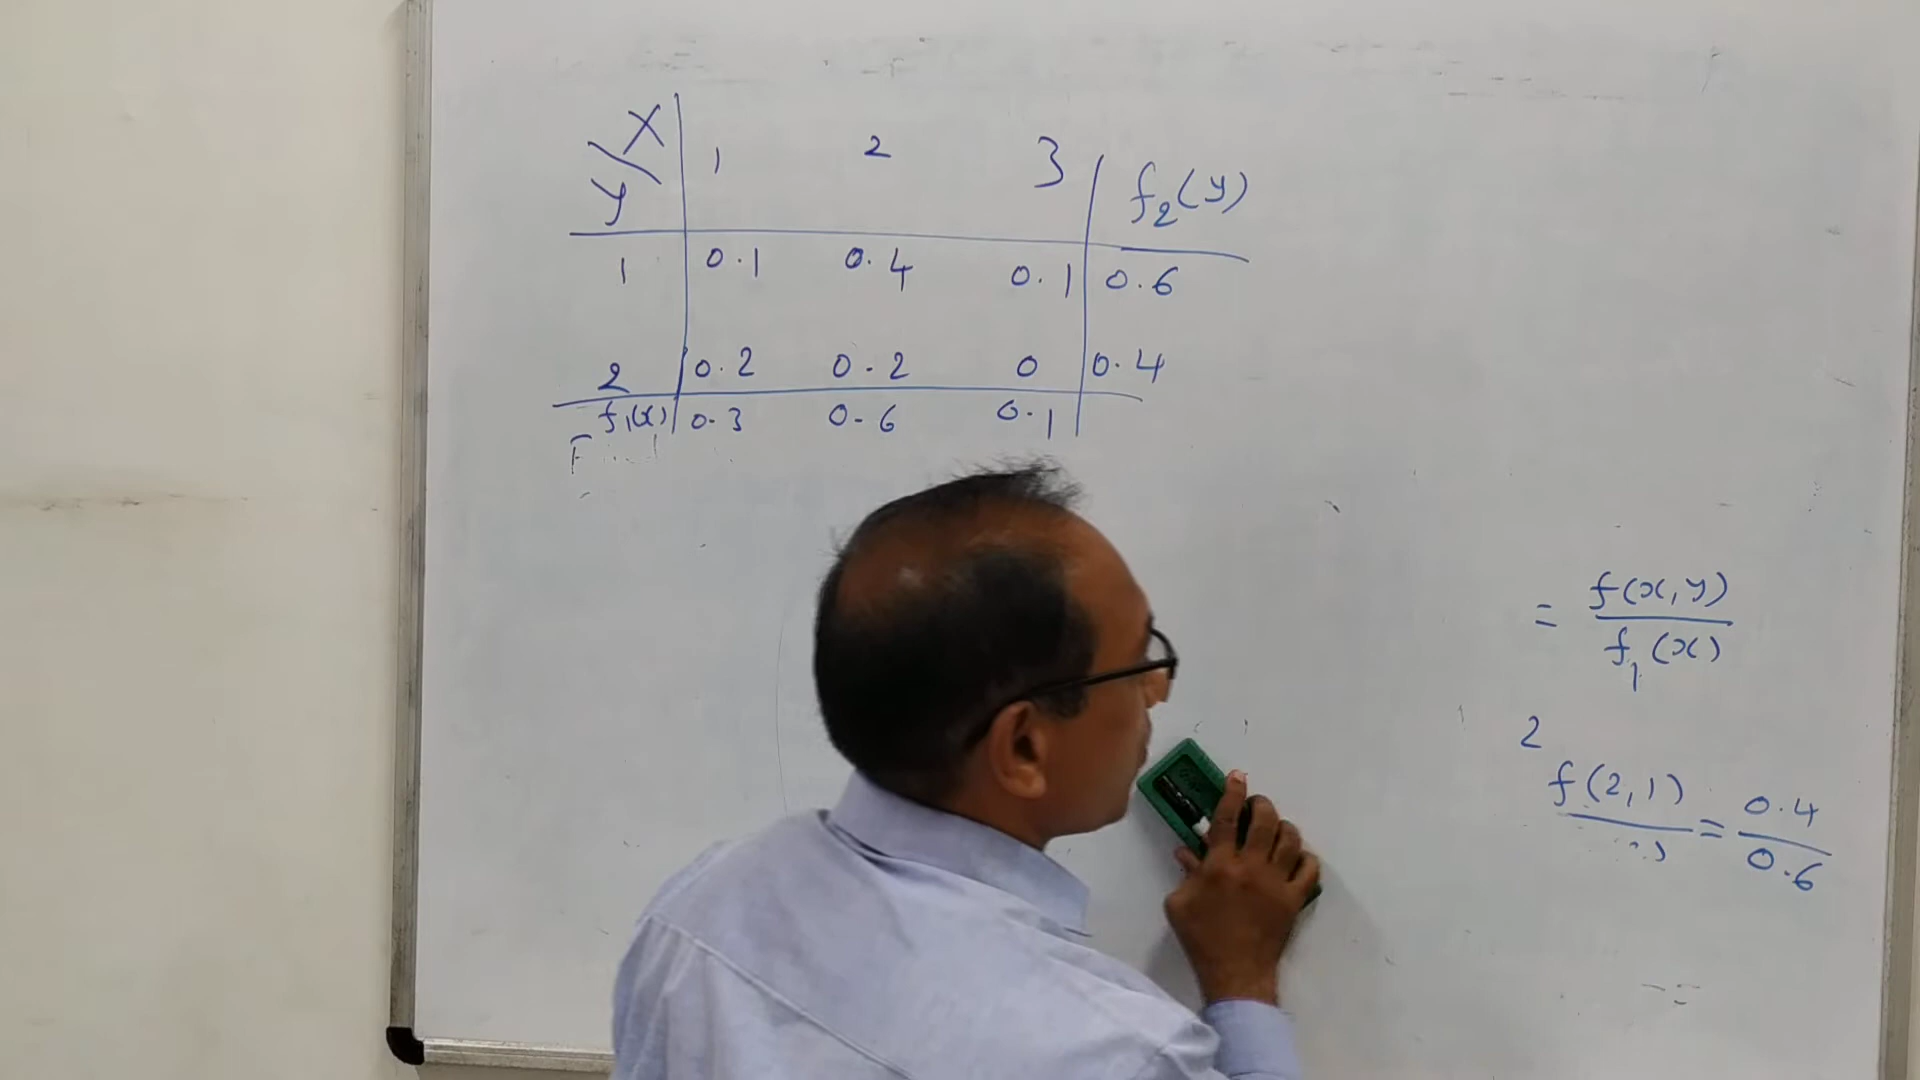 X
Y 1 2 3 f₂(y)
1 0.1 0.4 0.1 0.6
2 0.2 0.2 0 0.4
f₁(x) 0.3 0.6 0.1
Find
= f(x,y)
f₁(x)
2
f(2,1) = 0.4
0.6
=